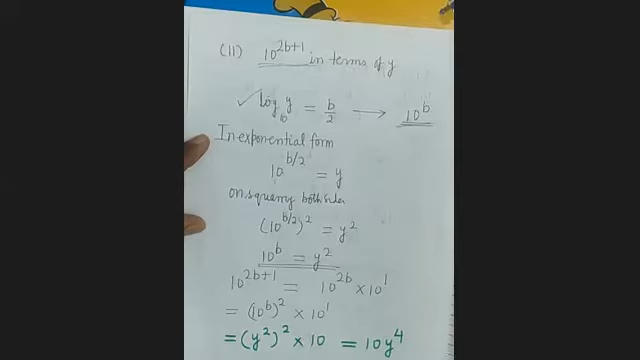 (II) 10^{2b+1} in terms of y
✓log_{10} y = b/2 → 10^b
In exponential form
10^{b/2} = y
on squaring both sides
(10^{b/2})^2 = y^2
10^b = y^2
10^{2b+1} = 10^{2b} × 10^1
= (10^b)^2 × 10^1
= (y^2)^2 × 10 = 10y^4